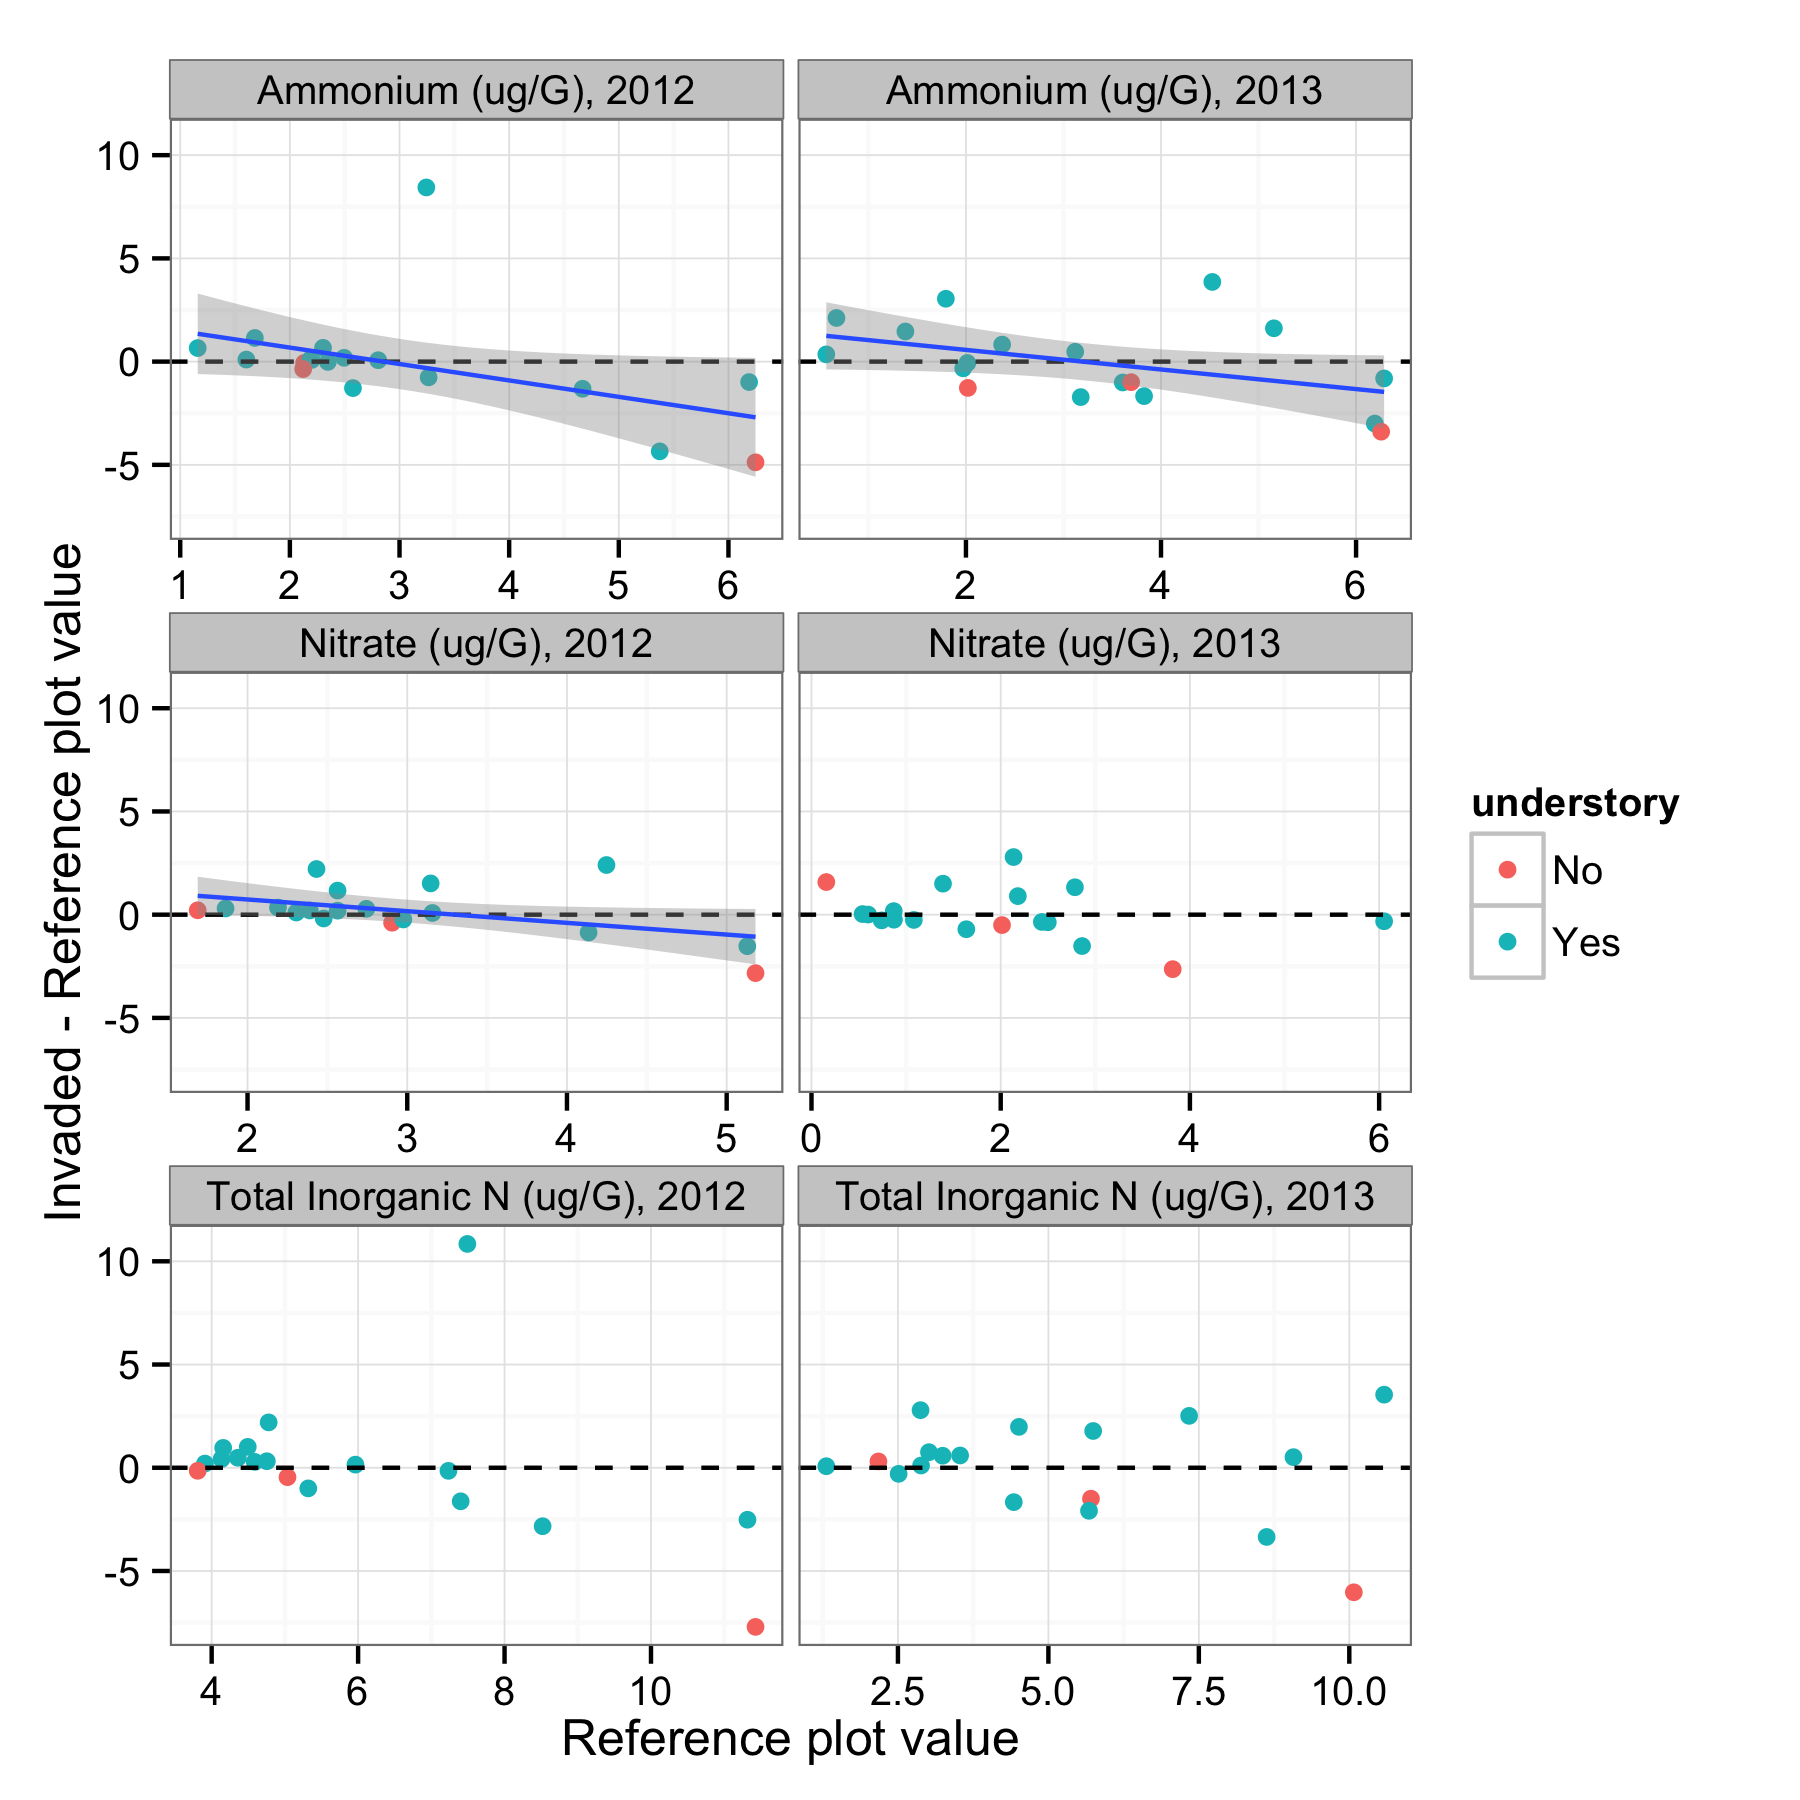 Ammonium (ug/G), 2012
Ammonium (ug/G), 2013
10
5
0
-5
1 2 3 4 5 6
2 4 6
Invaded - Reference plot value
Nitrate (ug/G), 2012
Nitrate (ug/G), 2013
10
5
0
-5
2 3 4 5
0 2 4 6
understory
No
Yes
Total Inorganic N (ug/G), 2012
Total Inorganic N (ug/G), 2013
10
5
0
-5
4 6 8 10
2.5 5.0 7.5 10.0
Reference plot value